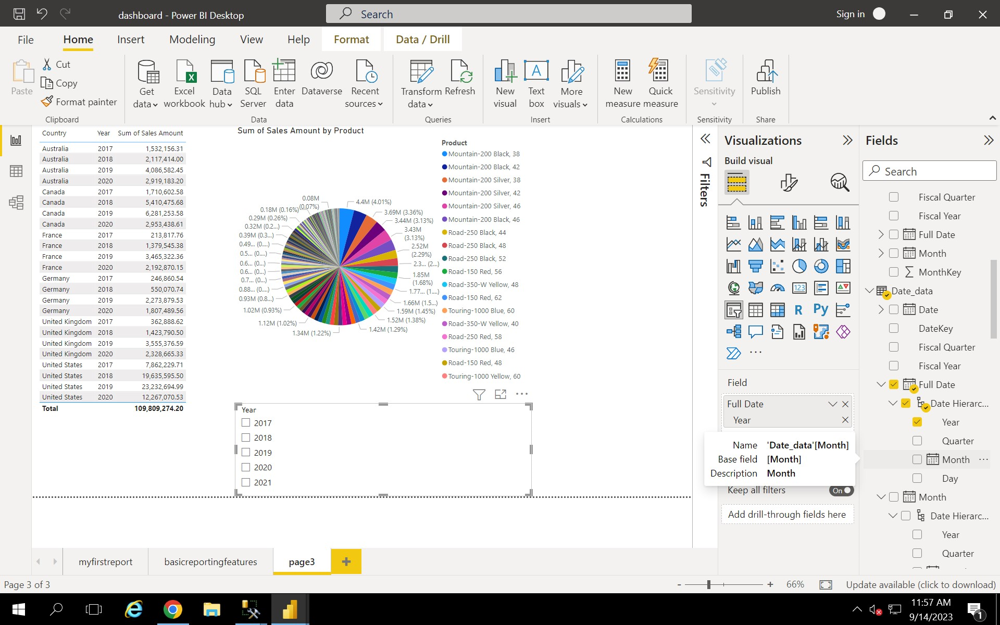 dashboard - Power BI Desktop
Search
Sign in
File
Home
Insert
Modeling
View
Help
Format
Data / Drill
Paste
Cut
Copy
Format painter
Get data
Excel workbook
Data hub
SQL Server
Enter data
Dataverse
Recent sources
Transform data
Refresh
New visual
Text box
More visuals
New measure
Quick measure
Sensitivity
Publish
Clipboard
Data
Queries
Insert
Calculations
Sensitivity
Share
Country Year Sum of Sales Amount
Australia 2017 1,532,156.31
Australia 2018 2,117,414.00
Australia 2019 4,086,582.45
Australia 2020 2,919,183.20
Canada 2017 1,710,602.58
Canada 2018 5,410,475.68
Canada 2019 6,281,253.58
Canada 2020 2,953,438.61
France 2017 213,817.76
France 2018 1,379,545.38
France 2019 3,465,322.36
France 2020 2,192,870.15
Germany 2017 246,860.54
Germany 2018 550,070.74
Germany 2019 2,273,879.53
Germany 2020 1,807,489.56
United Kingdom 2017 362,888.62
United Kingdom 2018 1,423,790.50
United Kingdom 2019 3,555,376.59
United Kingdom 2020 2,328,665.33
United States 2017 7,862,229.71
United States 2018 19,635,595.50
United States 2019 23,232,694.99
United States 2020 12,267,070.53
Total 109,809,274.20
Sum of Sales Amount by Product
4.4M (4.01%)
3.69M (3.36%)
3.44M (3.13%)
3.43M (3.13%)
2.52M (2.29%)
2.3... (2...)
1.85M (1.68%)
1.77... (1....)
1.66M (1.5...)
1.59M (1.45%)
1.52M (1.38%)
1.42M (1.29%)
1.34M (1.22%)
1.12M (1.02%)
1.02M (0.93%)
0.93M (0.8...)
0.88... (0....)
0.7... (0...)
0.6... (0...)
0.6... (0...)
0.5... (0....)
0.49... (0....)
0.39M (0.3...)
0.32M (0.2...)
0.29M (0.26%)
0.18M (0.16%)
0.08M (0.07%)
Product
Mountain-200 Black, 38
Mountain-200 Black, 42
Mountain-200 Silver, 38
Mountain-200 Silver, 42
Mountain-200 Silver, 46
Mountain-200 Black, 46
Road-250 Black, 44
Road-250 Black, 48
Road-250 Black, 52
Road-150 Red, 56
Road-350-W Yellow, 48
Road-150 Red, 62
Touring-1000 Blue, 60
Road-350-W Yellow, 40
Road-250 Red, 58
Touring-1000 Blue, 46
Road-150 Red, 48
Touring-1000 Yellow, 60
Year
2017
2018
2019
2020
2021
Filters
Visualizations
Build visual
123
R
Py
Field
Full Date
Year
Name 'Date_data'[Month]
Base field [Month]
Description Month
Keep all filters
On
Add drill-through fields here
Fields
Search
Fiscal Quarter
Fiscal Year
Full Date
Month
MonthKey
Date_data
Date
DateKey
Fiscal Quarter
Fiscal Year
Full Date
Date Hierarc...
Year
Quarter
Month
Day
Month
Date Hierarc...
Year
Quarter
myfirstreport
basicreportingfeatures
page3
Page 3 of 3
66%
Update available (click to download)
11:57 AM
9/14/2023
1